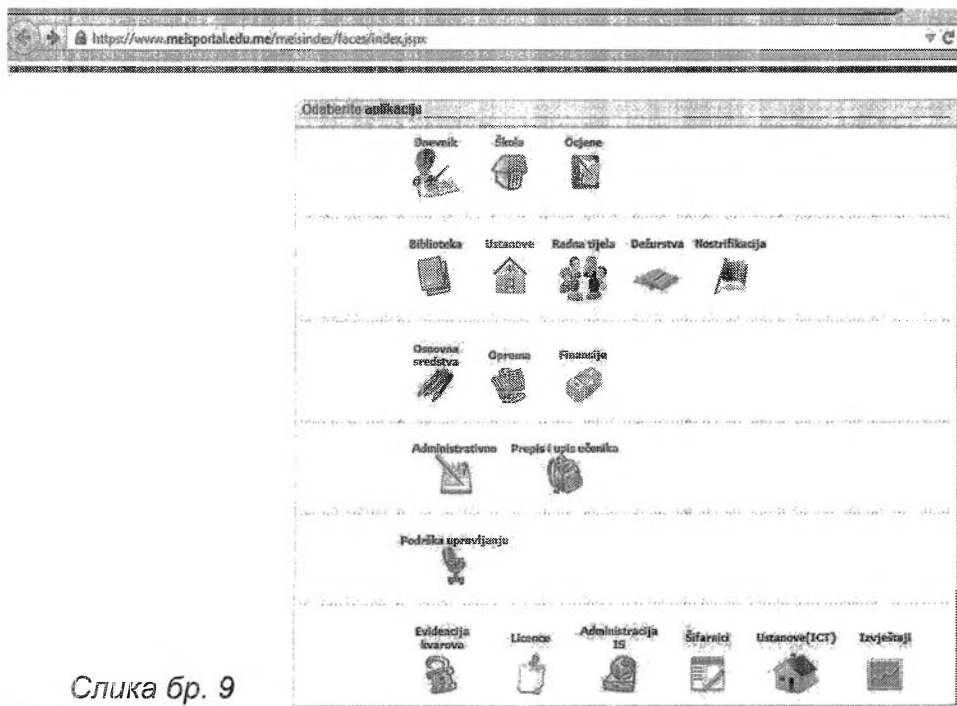 https://www.meisportal.edu.me/meisindex/faces/index.jspx
Odaberite aplikaciju
Dnevnik Škola Ocjene
Biblioteka Ustanove Radna tijela Dežurstva Nostrifikacija
Osnovna sredstva Oprema Finansije
Administrativno Prepis i upis učenika
Podrška upravljanju
Evidencija kvarova Licence Administracija IS Šifarnici Ustanove(ICT) Izvještaji
Слика бр. 9